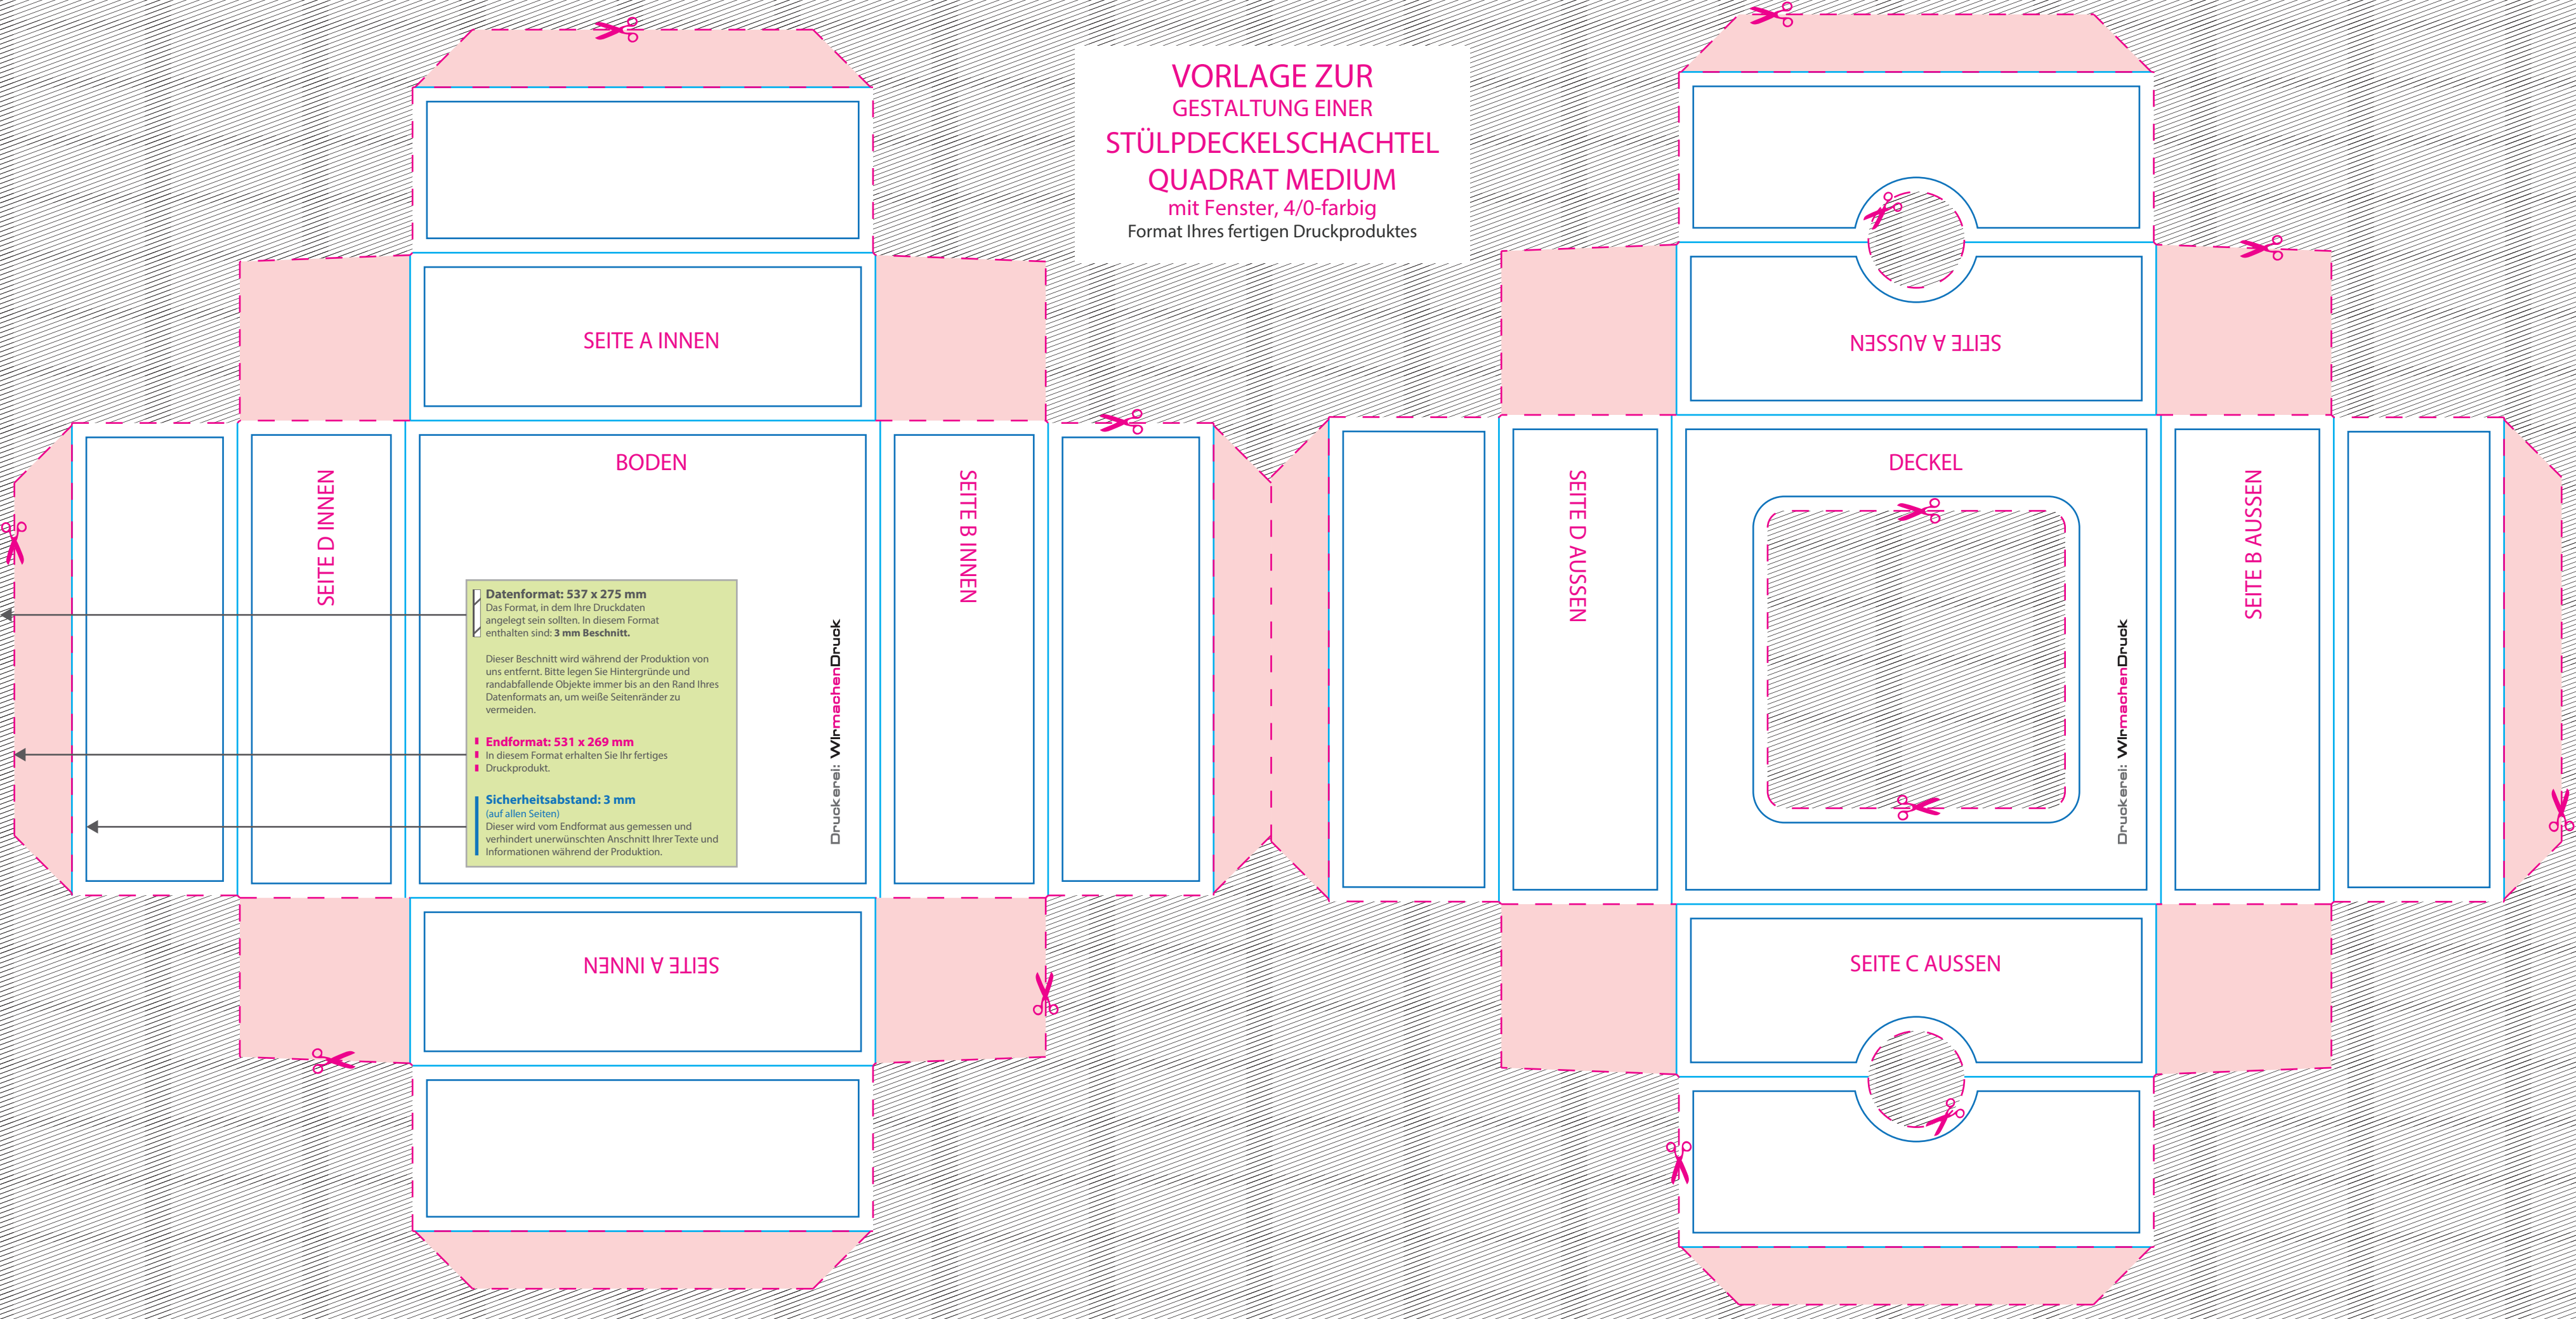 VORLAGE ZUR
GESTALTUNG EINER
STÜLPDECKELSCHACHTEL
QUADRAT MEDIUM
mit Fenster, 4/0-farbig
Format Ihres fertigen Druckproduktes
SEITE A INNEN
SEITE D INNEN
BODEN
SEITE B INNEN
Datenformat: 537 x 275 mm
Das Format, in dem Ihre Druckdaten
angelegt sein sollten. In diesem Format
enthalten sind: 3 mm Beschnitt.
Dieser Beschnitt wird während der Produktion von
uns entfernt. Bitte legen Sie Hintergründe und
randabfallende Objekte immer bis an den Rand Ihres
Datenformats an, um weiße Seitenränder zu
vermeiden.
Endformat: 531 x 269 mm
In diesem Format erhalten Sie Ihr fertiges
Druckprodukt.
Sicherheitsabstand: 3 mm
(auf allen Seiten)
Dieser wird vom Endformat aus gemessen und
verhindert unerwünschten Anschnitt Ihrer Texte und
Informationen während der Produktion.
Druckerei: WIrmachenDruck
SEITE A INNEN
SEITE A AUSSEN
SEITE D AUSSEN
DECKEL
SEITE B AUSSEN
Druckerei: WIrmachenDruck
SEITE C AUSSEN